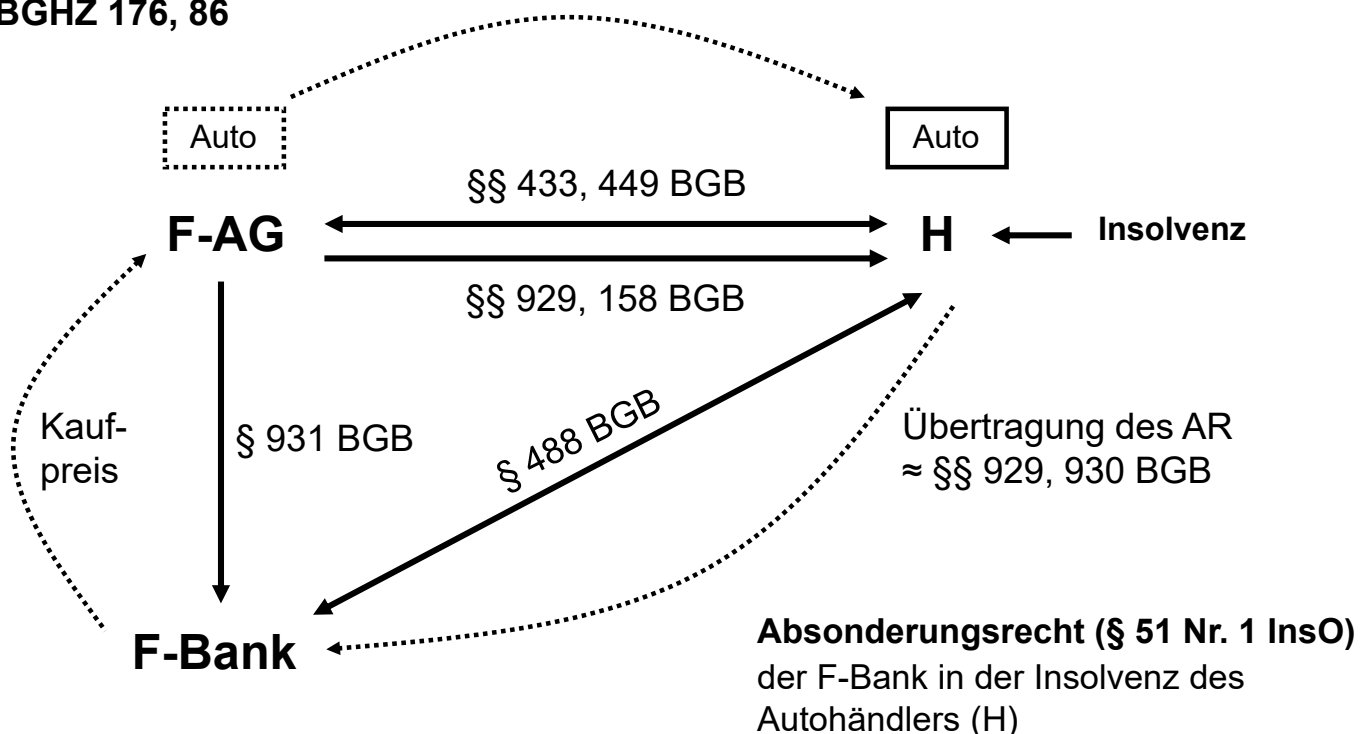 BGHZ 176, 86
Auto
Auto
§§ 433, 449 BGB
F-AG
H
Insolvenz
§§ 929, 158 BGB
Kauf-
preis
§ 931 BGB
§ 488 BGB
Übertragung des AR
≈ §§ 929, 930 BGB
F-Bank
Absonderungsrecht (§ 51 Nr. 1 InsO)
der F-Bank in der Insolvenz des
Autohändlers (H)